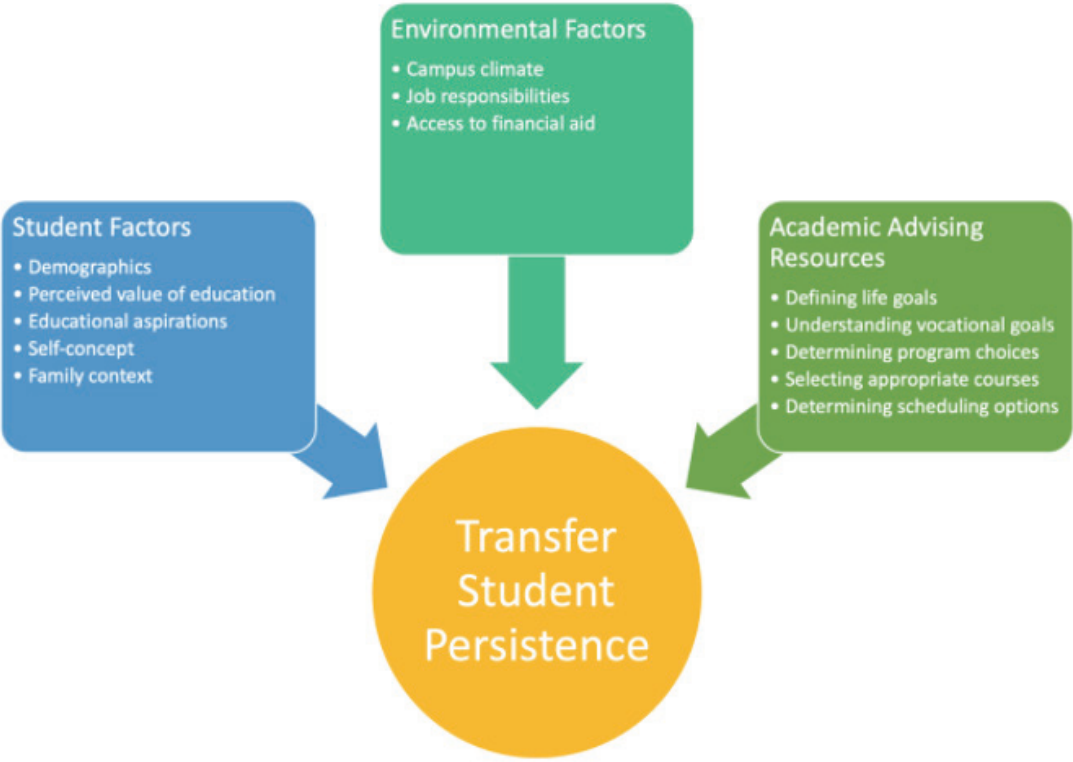 Environmental Factors
• Campus climate
• Job responsibilities
• Access to financial aid
Student Factors
• Demographics
• Perceived value of education
• Educational aspirations
• Self-concept
• Family context
Academic Advising
Resources
• Defining life goals
• Understanding vocational goals
• Determining program choices
• Selecting appropriate courses
• Determining scheduling options
Transfer
Student
Persistence